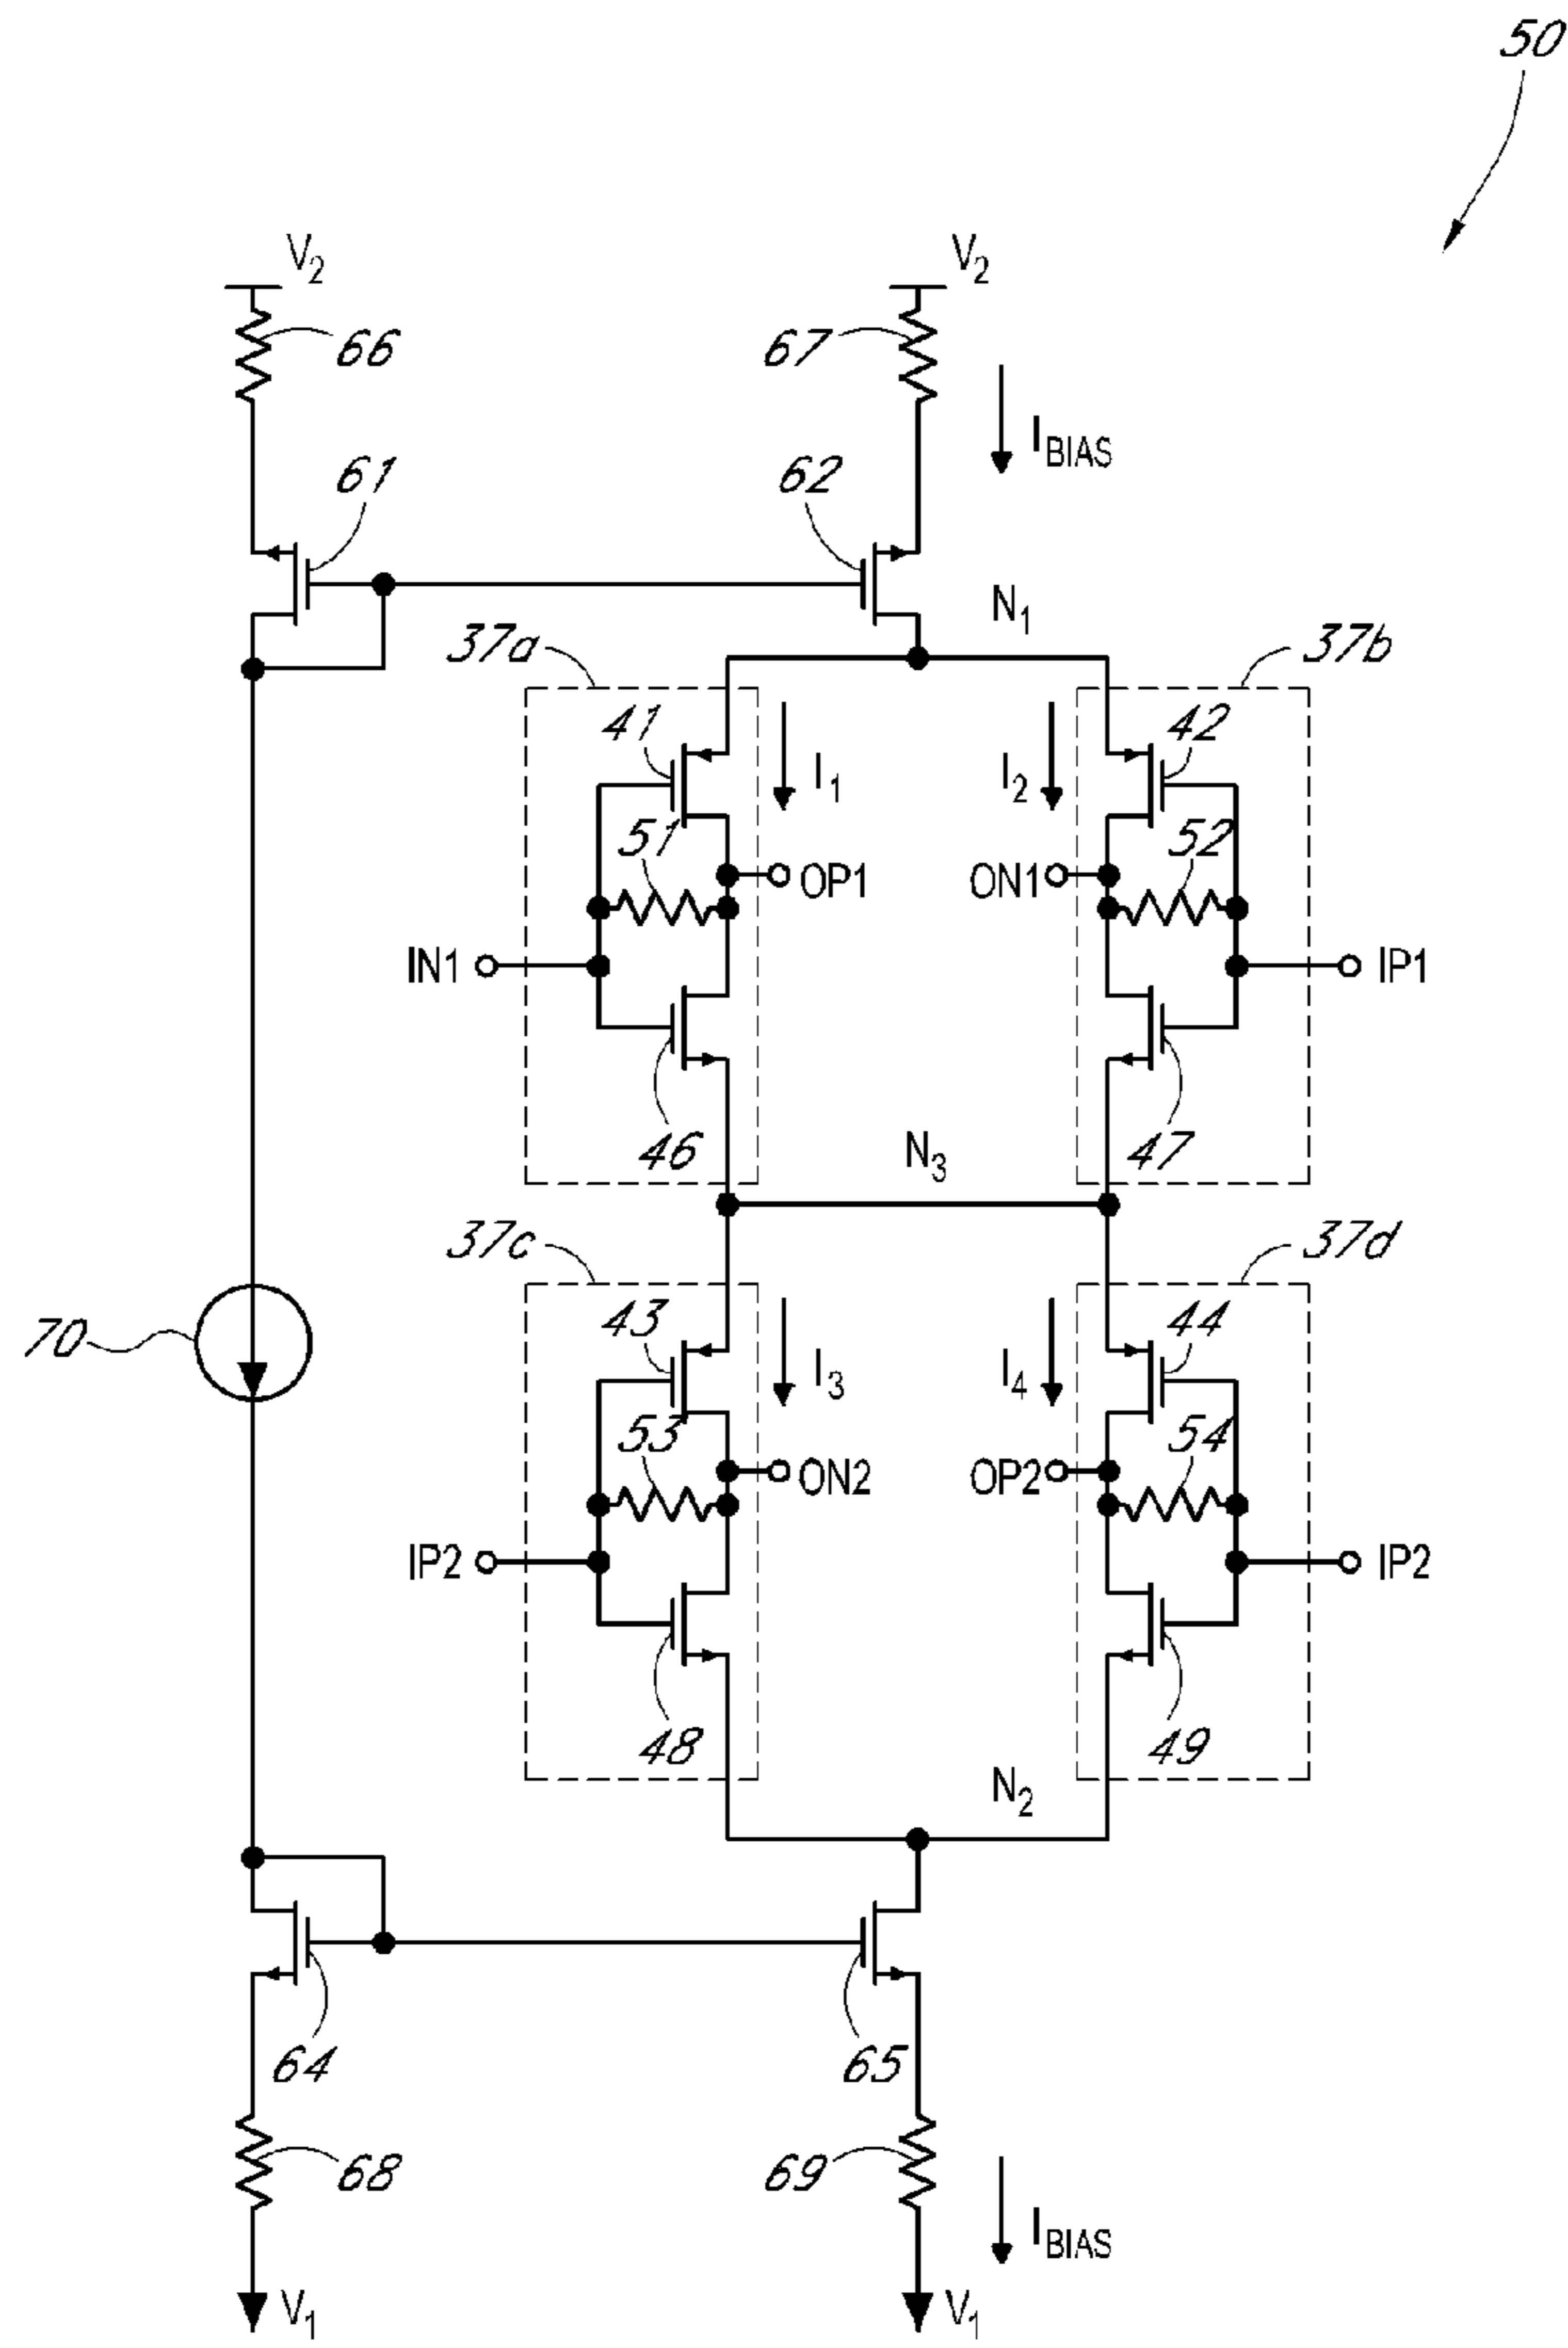 50
V2
V2
66
67
IBIAS
61
62
N1
37a
37b
41
42
I1
I2
51
52
OP1
ON1
IN1
IP1
46
N3
47
37c
37d
43
44
70
I3
I4
53
54
ON2
OP2
IP2
IP2
48
49
N2
64
65
68
69
IBIAS
V1
V1